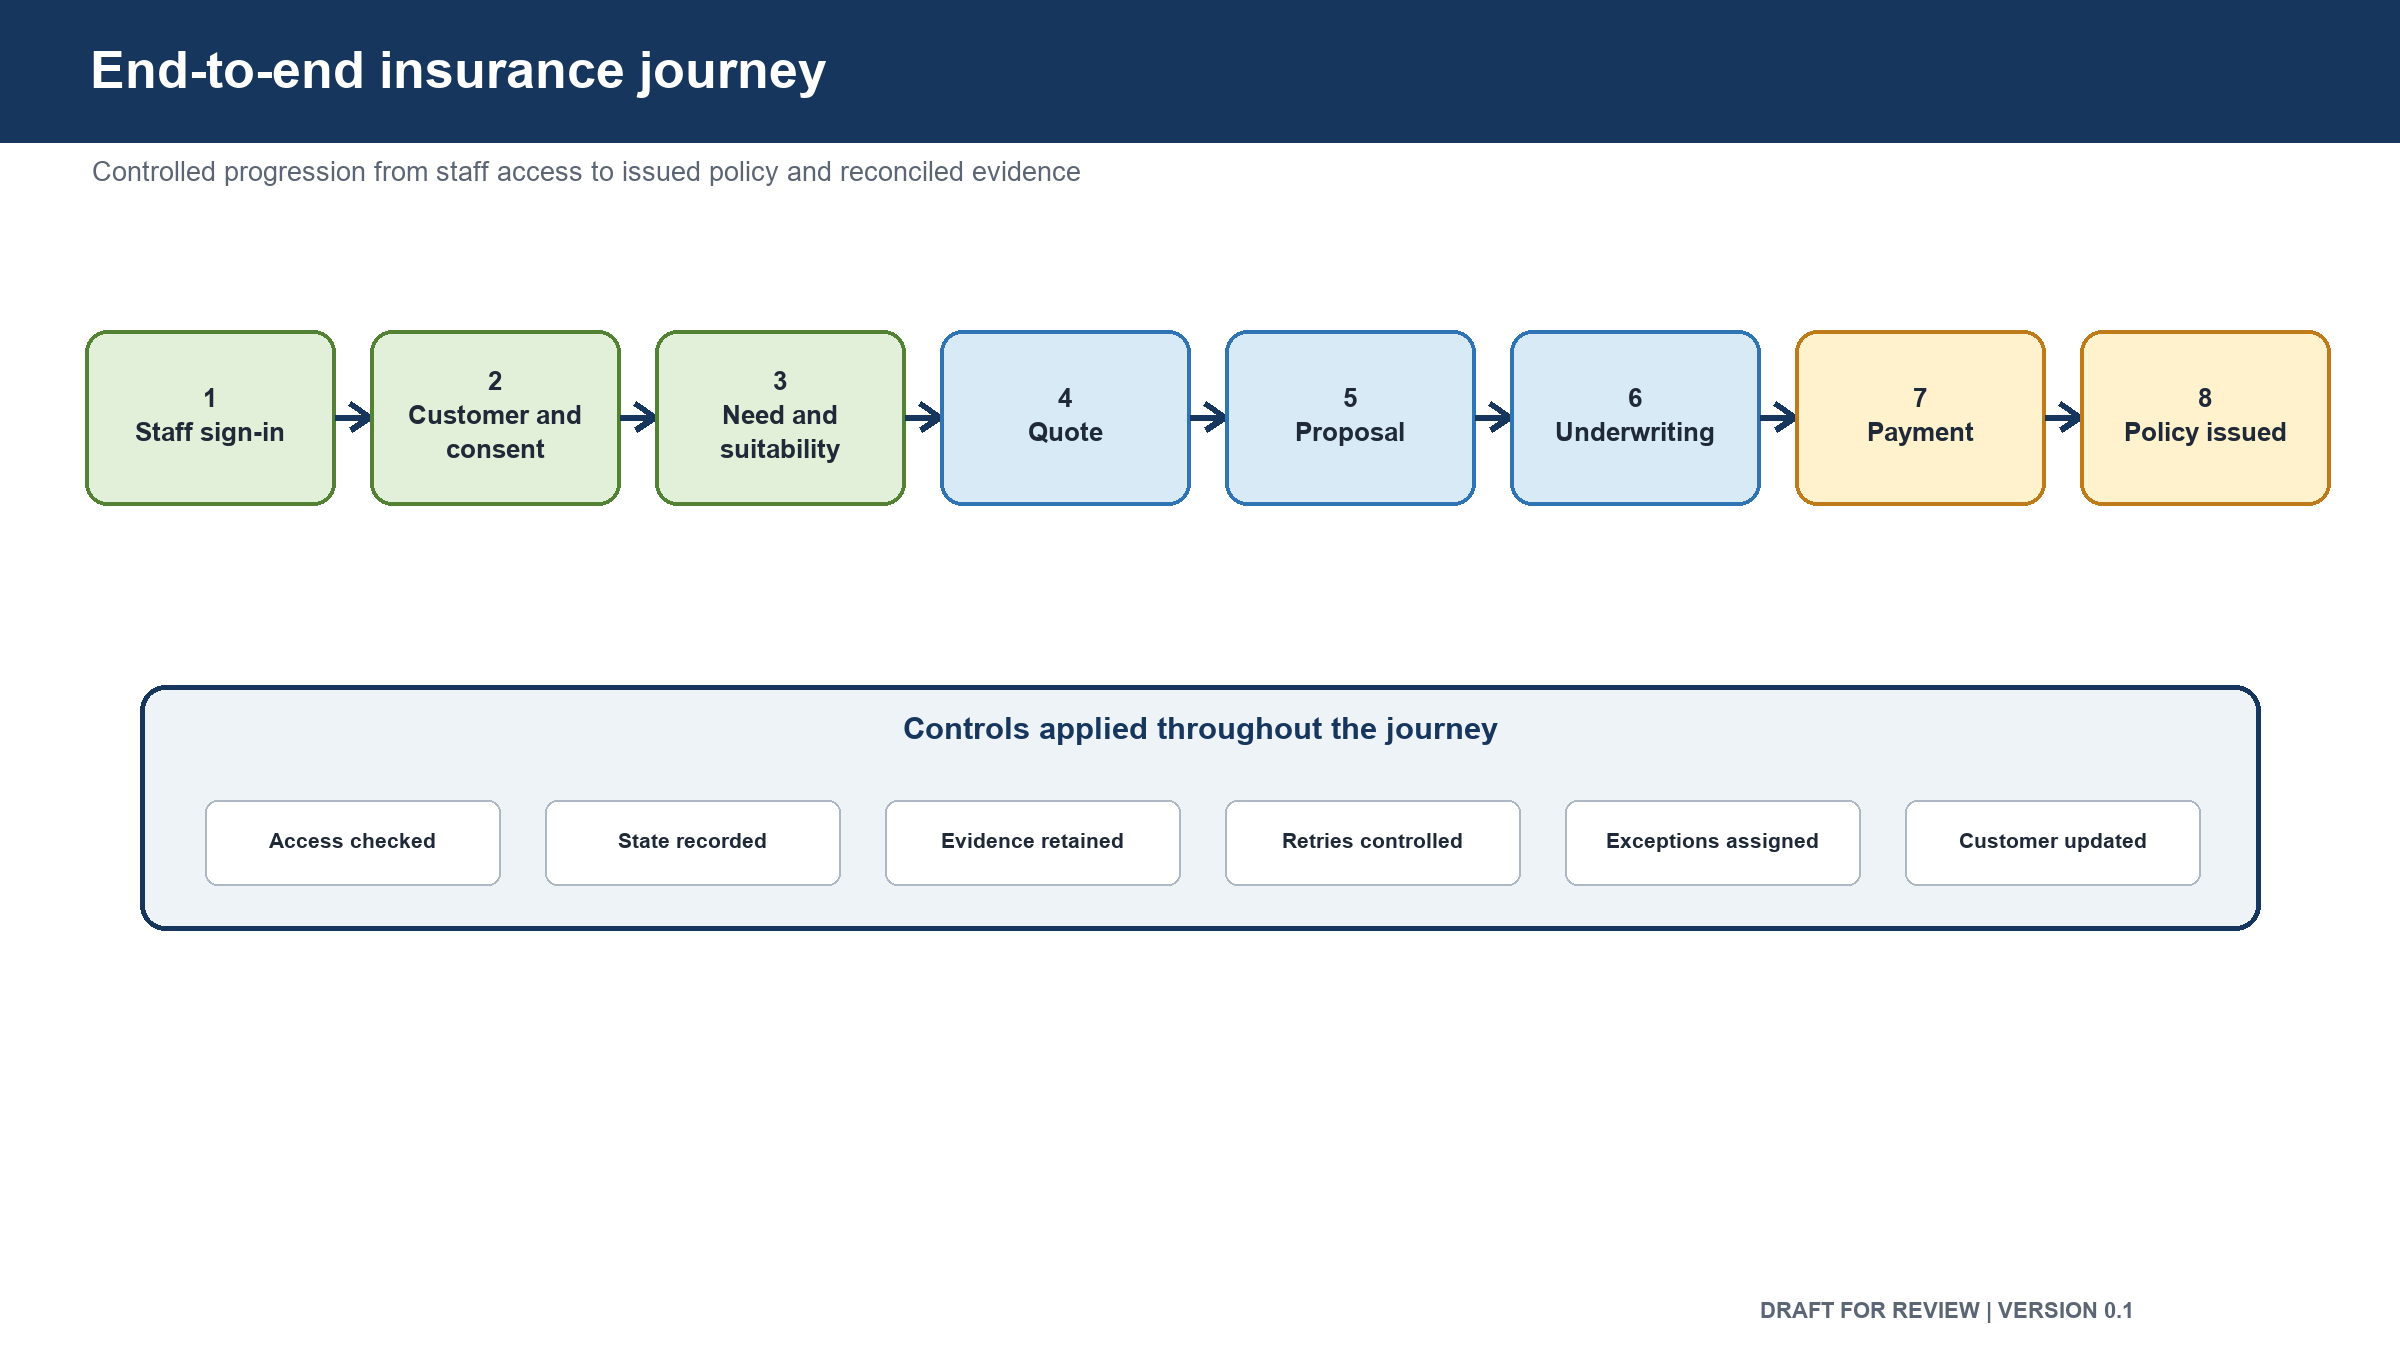 End-to-end insurance journey
Controlled progression from staff access to issued policy and reconciled evidence
1
Staff sign-in
2
Customer and
consent
3
Need and
suitability
4
Quote
5
Proposal
6
Underwriting
7
Payment
8
Policy issued
Controls applied throughout the journey
Access checked
State recorded
Evidence retained
Retries controlled
Exceptions assigned
Customer updated
DRAFT FOR REVIEW | VERSION 0.1